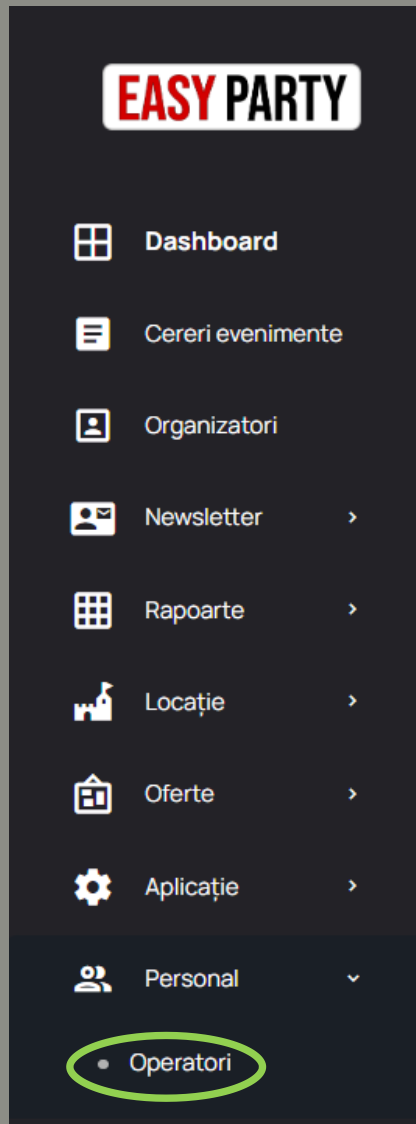 EASY PARTY
Dashboard
Cereri evenimente
Organizatori
Newsletter
Rapoarte
Locație
Oferte
Aplicație
Personal
Operatori